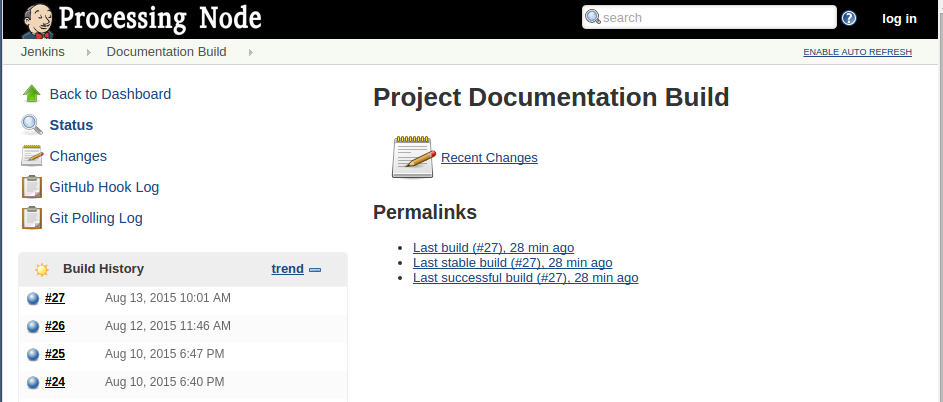 Processing Node
search
log in
Jenkins
Documentation Build
ENABLE AUTO REFRESH
Back to Dashboard
Status
Changes
GitHub Hook Log
Git Polling Log
Build History
trend
#27 Aug 13, 2015 10:01 AM
#26 Aug 12, 2015 11:46 AM
#25 Aug 10, 2015 6:47 PM
#24 Aug 10, 2015 6:40 PM
Project Documentation Build
Recent Changes
Permalinks
Last build (#27), 28 min ago
Last stable build (#27), 28 min ago
Last successful build (#27), 28 min ago